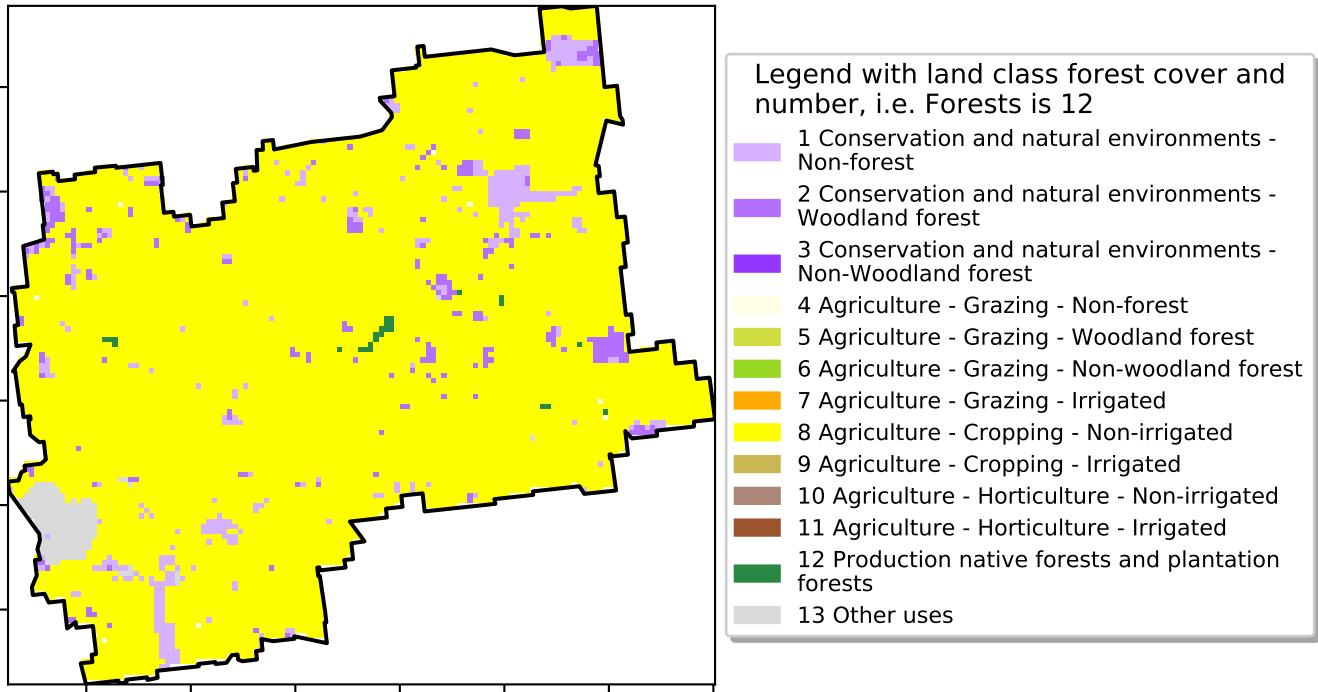 Legend with land class forest cover and
number, i.e. Forests is 12
1 Conservation and natural environments -
Non-forest
2 Conservation and natural environments -
Woodland forest
3 Conservation and natural environments -
Non-Woodland forest
4 Agriculture - Grazing - Non-forest
5 Agriculture - Grazing - Woodland forest
6 Agriculture - Grazing - Non-woodland forest
7 Agriculture - Grazing - Irrigated
8 Agriculture - Cropping - Non-irrigated
9 Agriculture - Cropping - Irrigated
10 Agriculture - Horticulture - Non-irrigated
11 Agriculture - Horticulture - Irrigated
12 Production native forests and plantation
forests
13 Other uses